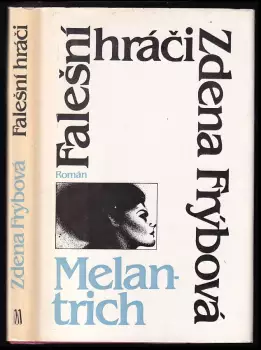 Zdena Frýbová Falešní hráči
Falešní
hráči
Zdena Frýbová
Román
Melan-
trich